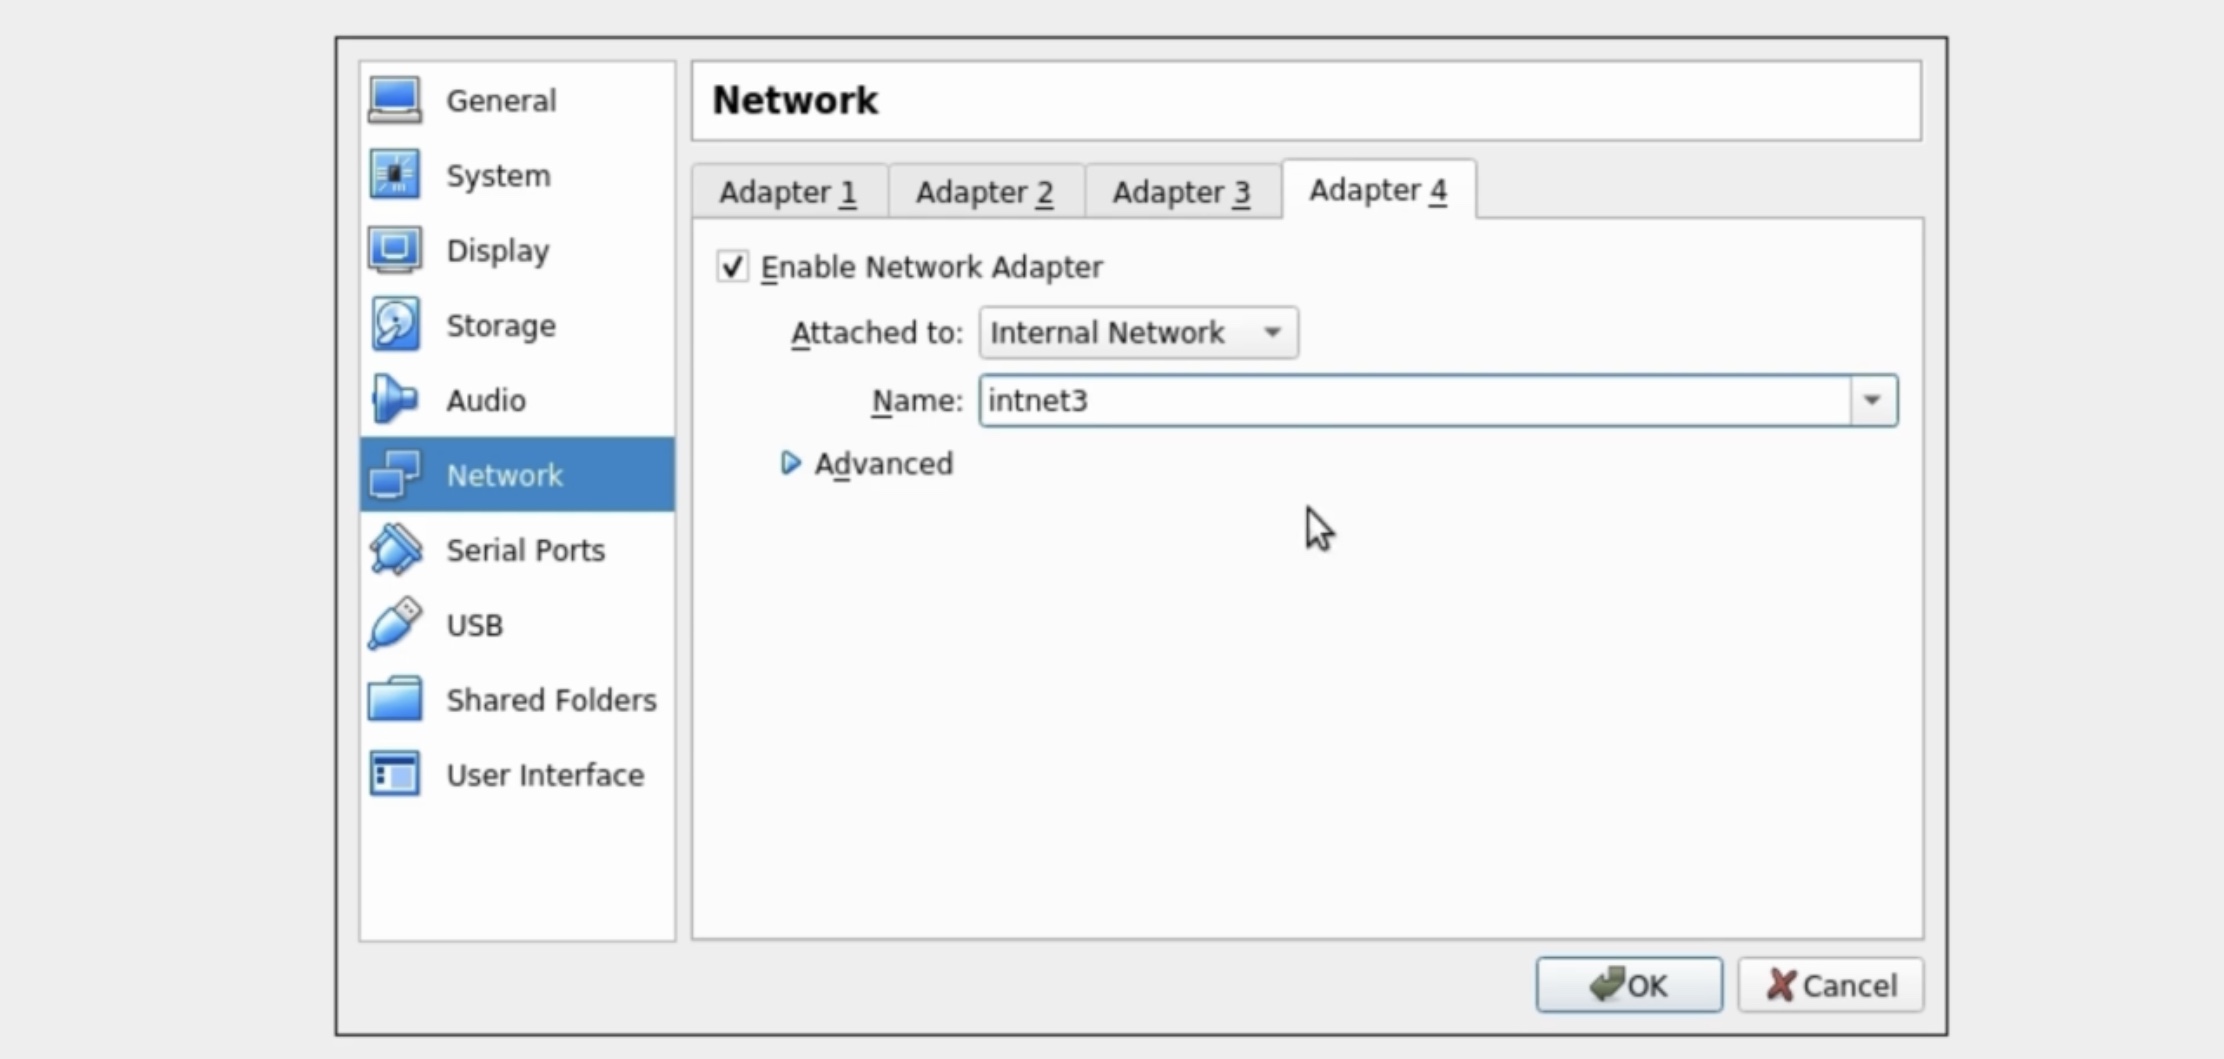 General
System
Display
Storage
Audio
Network
Serial Ports
USB
Shared Folders
User Interface
Network
Adapter 1 Adapter 2 Adapter 3 Adapter 4
Enable Network Adapter
Attached to: Internal Network
Name: intnet3
Advanced
OK Cancel